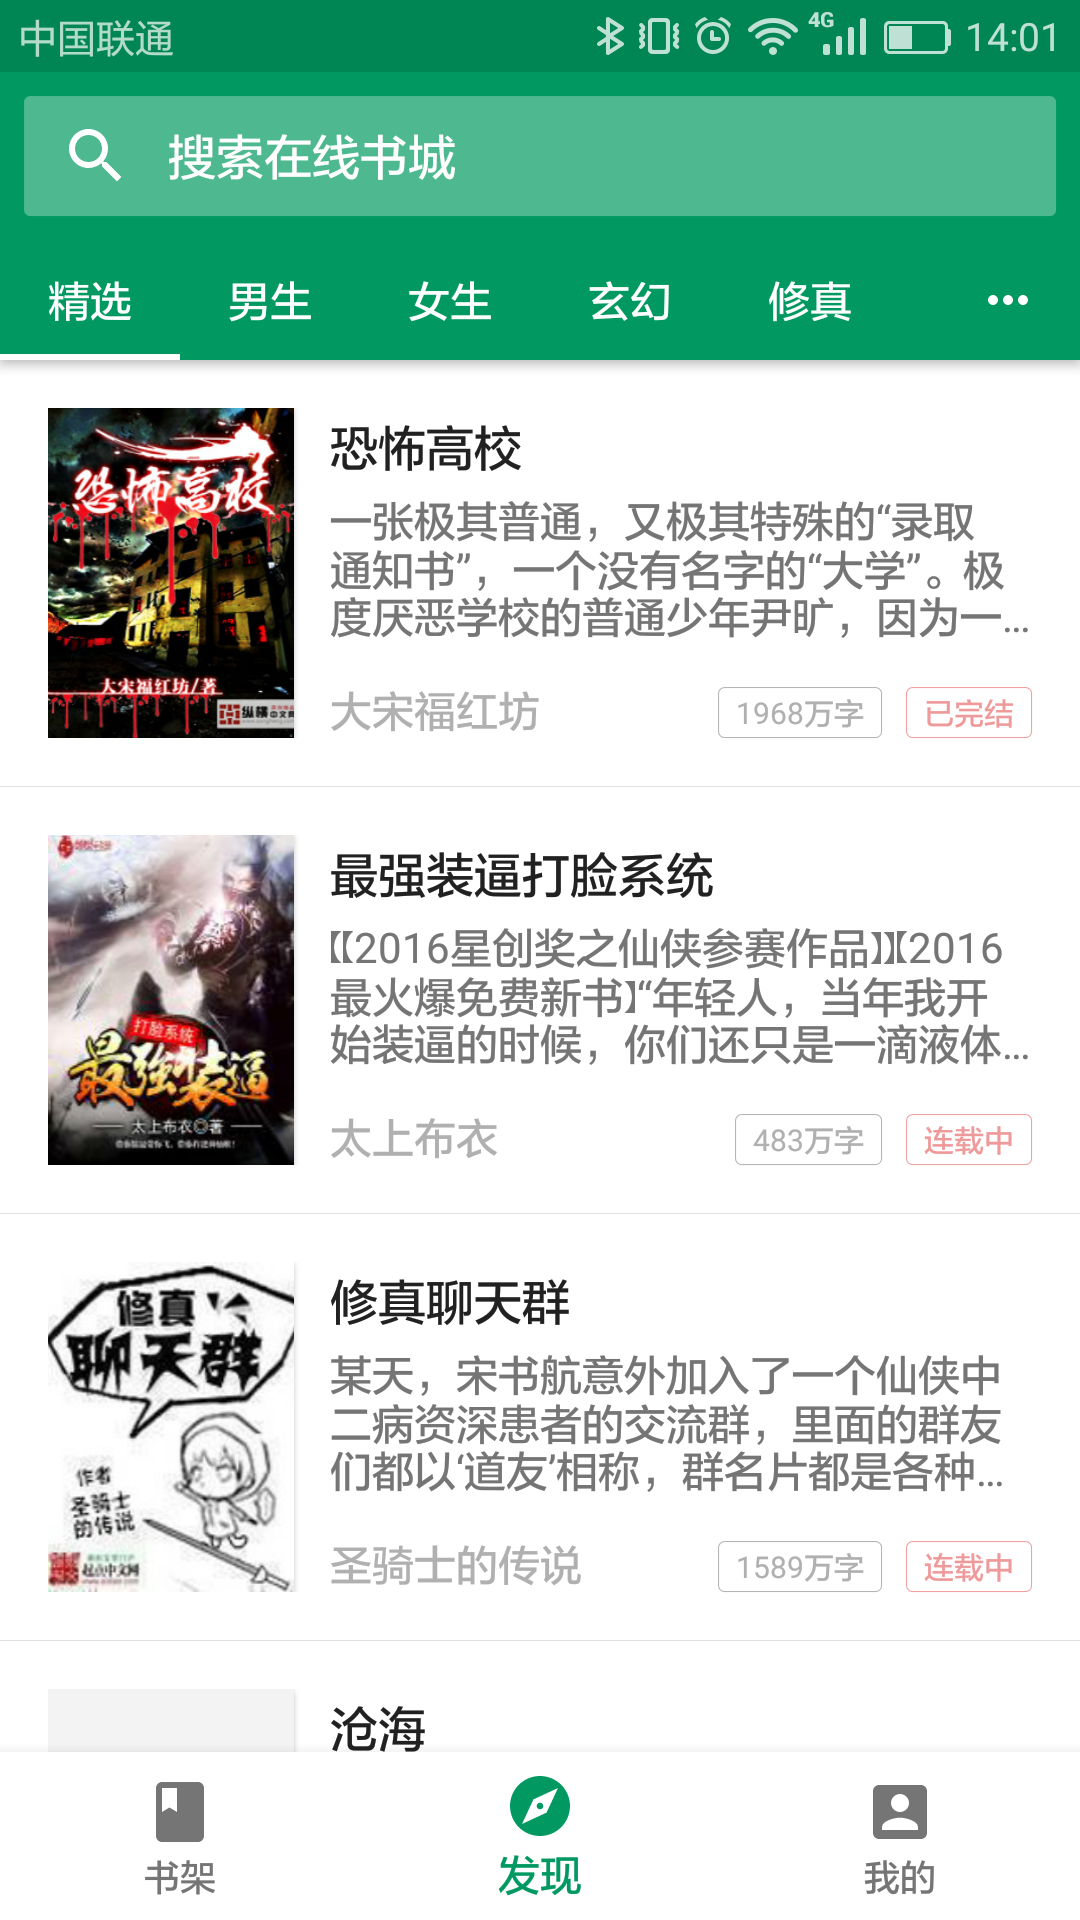 中国联通
4G
14:01
搜索在线书城
精选 男生 女生 玄幻 修真
恐怖高校
大宋福红坊/著
纵横中文网
恐怖高校
一张极其普通，又极其特殊的“录取
通知书”，一个没有名字的“大学”。极
度厌恶学校的普通少年尹旷，因为一...
大宋福红坊 1968万字 已完结
打脸系统
最強装逼
太上布衣◎著
最强装逼打脸系统
【【2016星创奖之仙侠参赛作品】】【2016
最火爆免费新书】“年轻人，当年我开
始装逼的时候，你们还只是一滴液体...
太上布衣 483万字 连载中
修真
聊天群
作者
圣骑士
的传说
起点中文网
修真聊天群
某天，宋书航意外加入了一个仙侠中
二病资深患者的交流群，里面的群友
们都以‘道友’相称，群名片都是各种...
圣骑士的传说 1589万字 连载中
沧海
书架 发现 我的